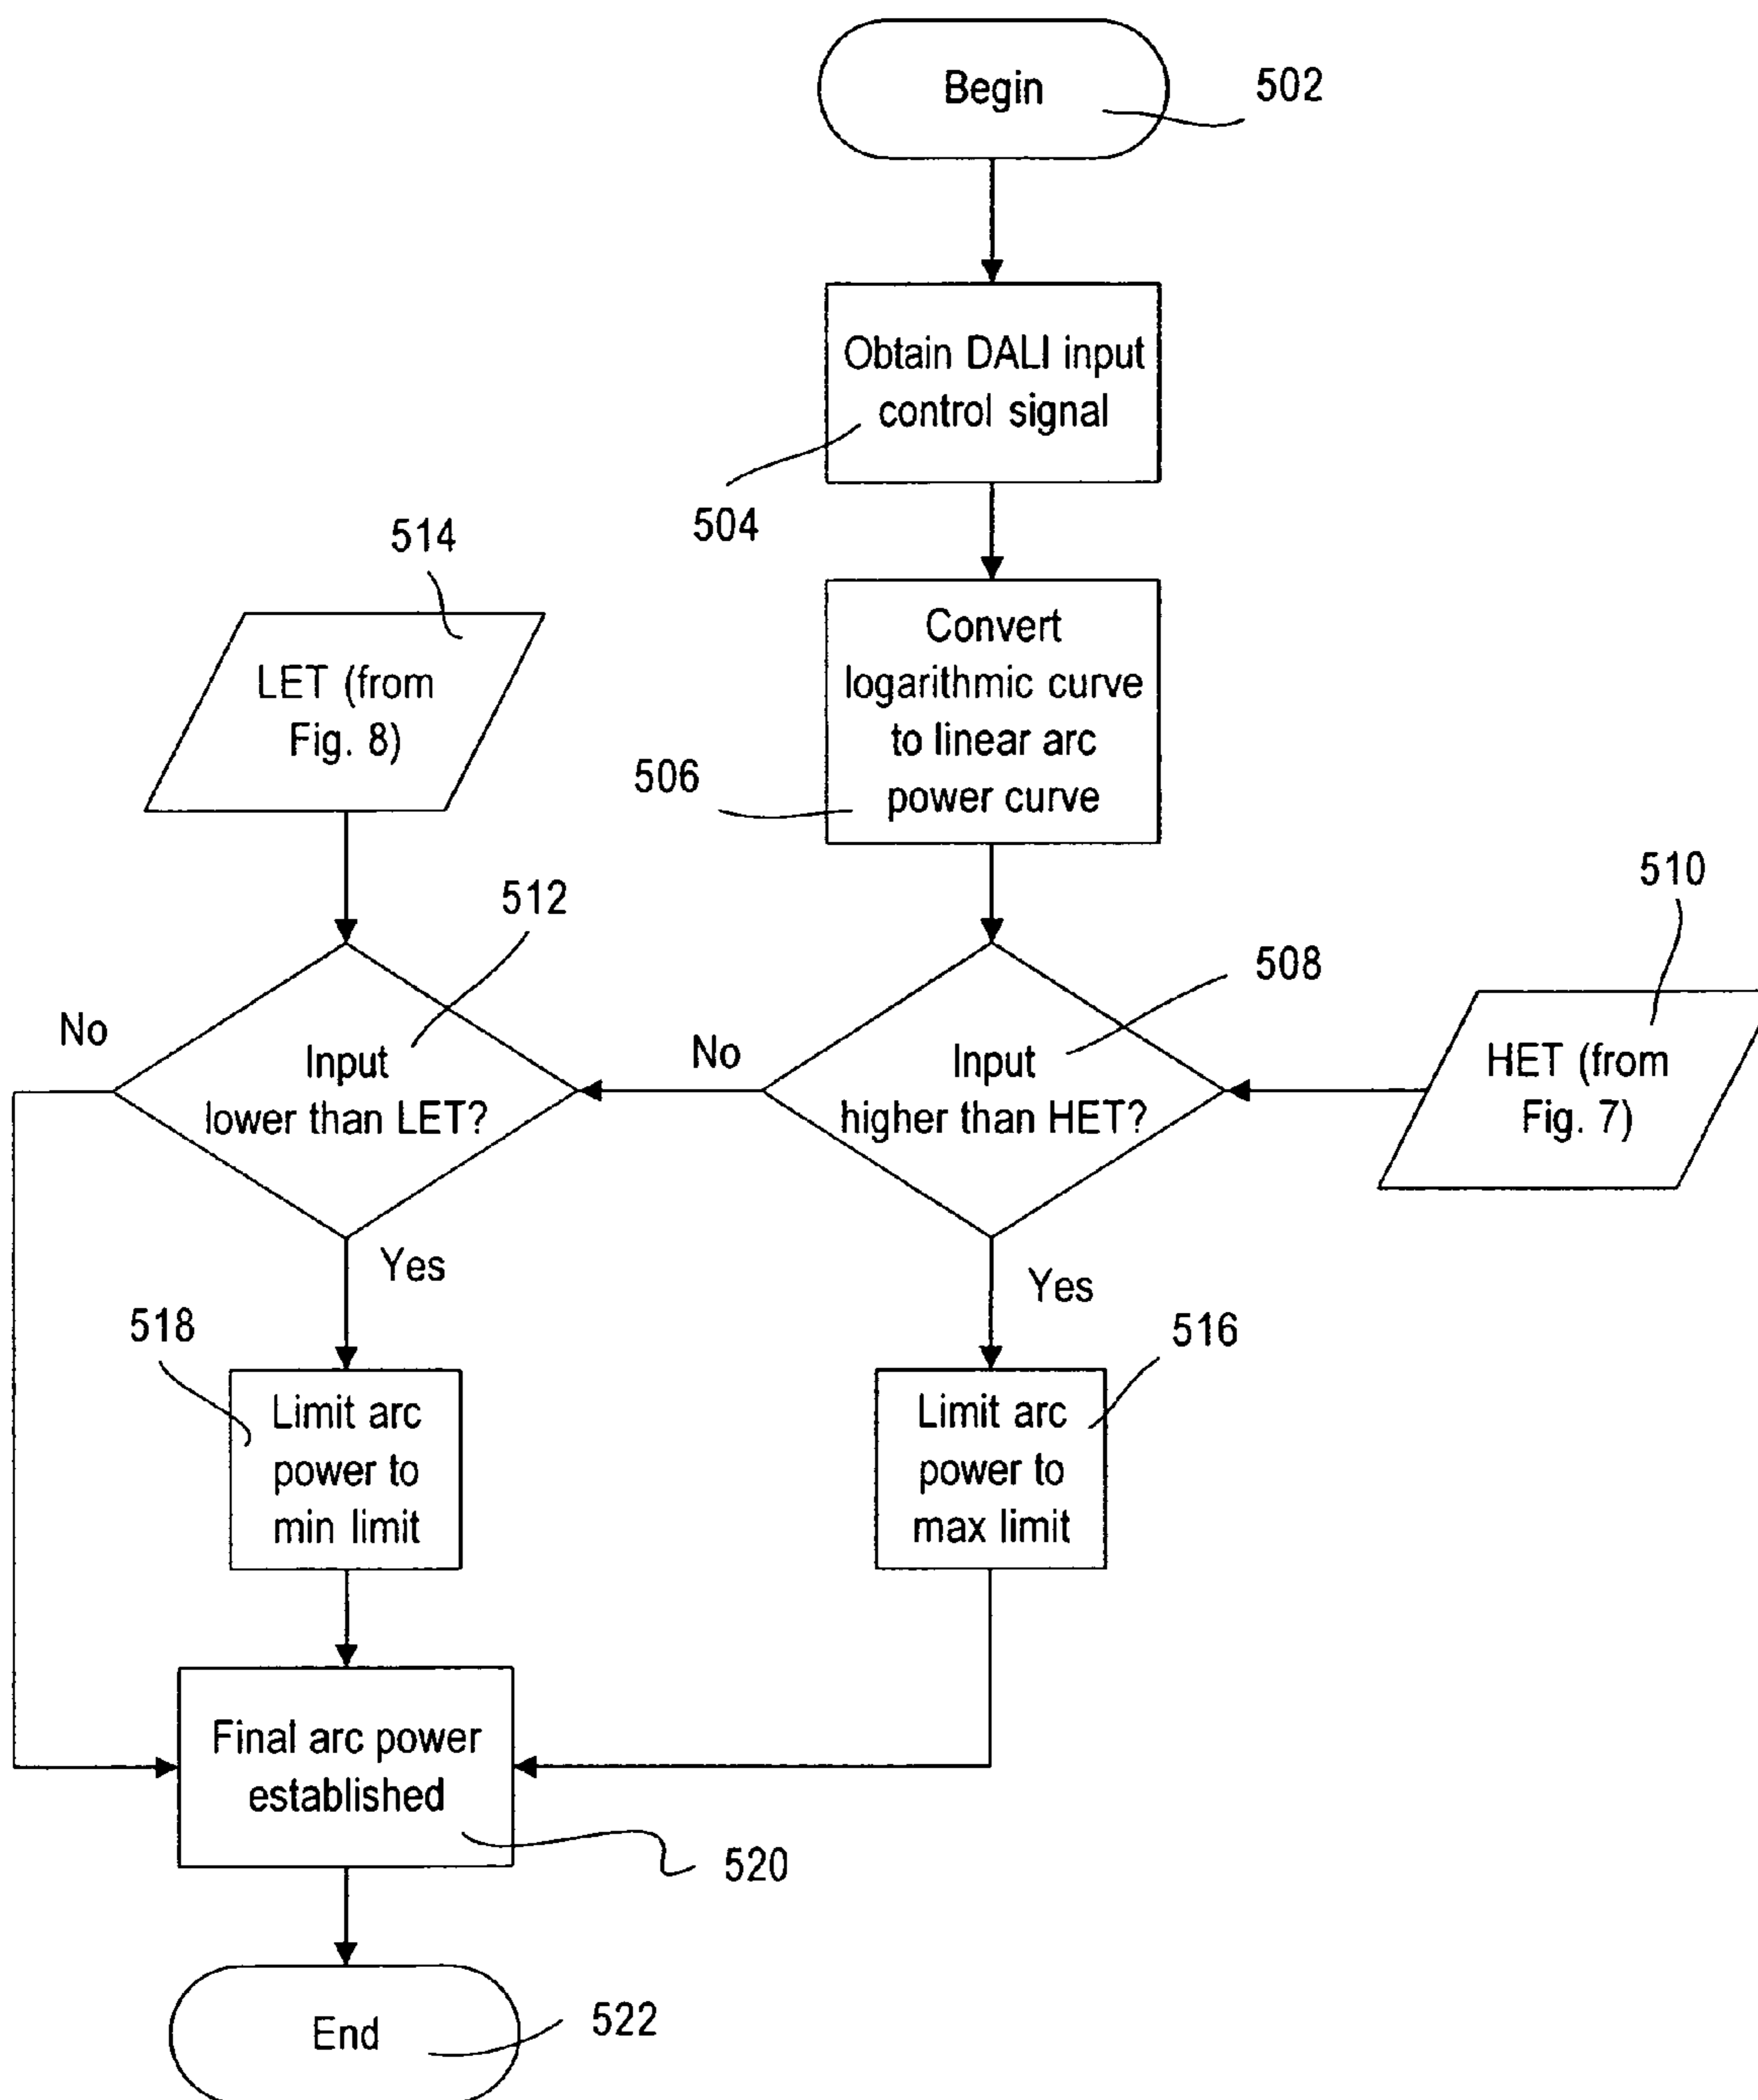 Begin
502
Obtain DALI input
control signal
504
514
Convert
logarithmic curve
to linear arc
power curve
506
LET (from
Fig. 8)
512
510
508
No
Input
lower than LET?
No
Input
higher than HET?
HET (from
Fig. 7)
Yes
Yes
518
516
Limit arc
power to
min limit
Limit arc
power to
max limit
Final arc power
established
520
End
522